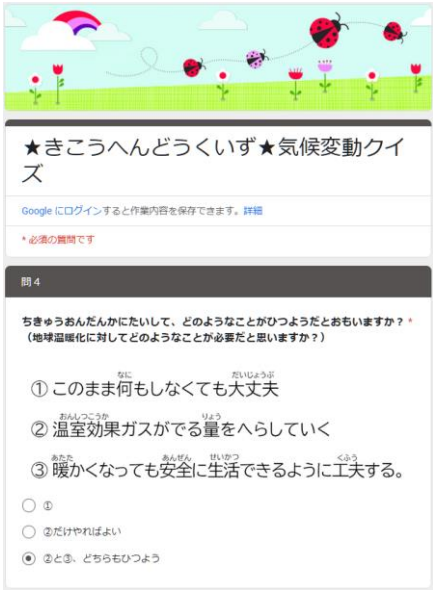 ★きこうへんどうくいず★気候変動クイ
ズ
Google にログインすると作業内容を保存できます。詳細
* 必須の質問です
問 4
ちきゅうおんだんかにたいして、どのようなことがひつようだとおもいますか？ *
（地球温暖化に対してどのようなことが必要だと思いますか？）
なに だいじょうぶ
① このまま何もしなくても大丈夫
おんしつこうか りょう
② 温室効果ガスがでる量をへらしていく
あたた あんぜん せいかつ くふう
③ 暖かくなっても安全に生活できるように工夫する。
①
②だけやればよい
②と③、どちらもひつよう